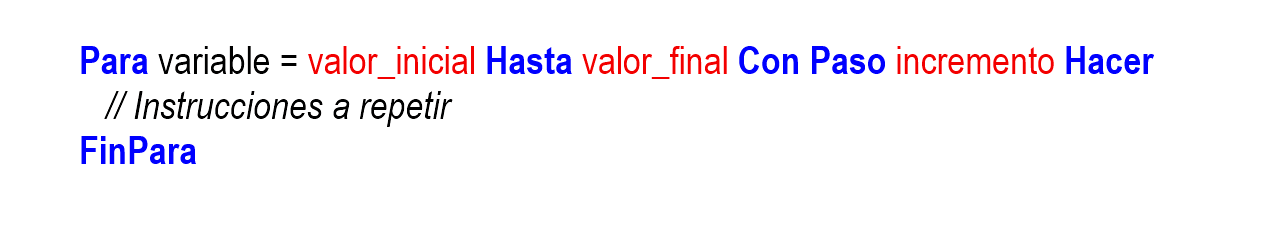 Para variable = valor_inicial Hasta valor_final Con Paso incremento Hacer
// Instrucciones a repetir
FinPara